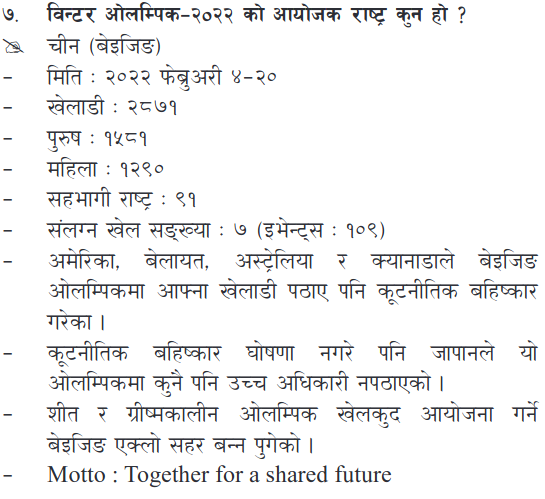 ७. विन्टर ओलम्पिक-२०२२ को आयोजक राष्ट्र कुन हो ?
चीन (बेइजिङ)
– मिति : २०२२ फेब्रुअरी ४-२०
– खेलाडी : २८७१
– पुरुष : १५८१
– महिला : १२९०
– सहभागी राष्ट्र : ९१
– संलग्न खेल सङ्ख्या : ७ (इभेन्ट्स : १०९)
– अमेरिका, बेलायत, अस्ट्रेलिया र क्यानाडाले बेइजिङ
ओलम्पिकमा आफ्ना खेलाडी पठाए पनि कूटनीतिक बहिष्कार
गरेका ।
– कूटनीतिक बहिष्कार घोषणा नगरे पनि जापानले यो
ओलम्पिकमा कुनै पनि उच्च अधिकारी नपठाएको ।
– शीत र ग्रीष्मकालीन ओलम्पिक खेलकुद आयोजना गर्ने
बेइजिङ एक्लो सहर बन्न पुगेको ।
– Motto : Together for a shared future